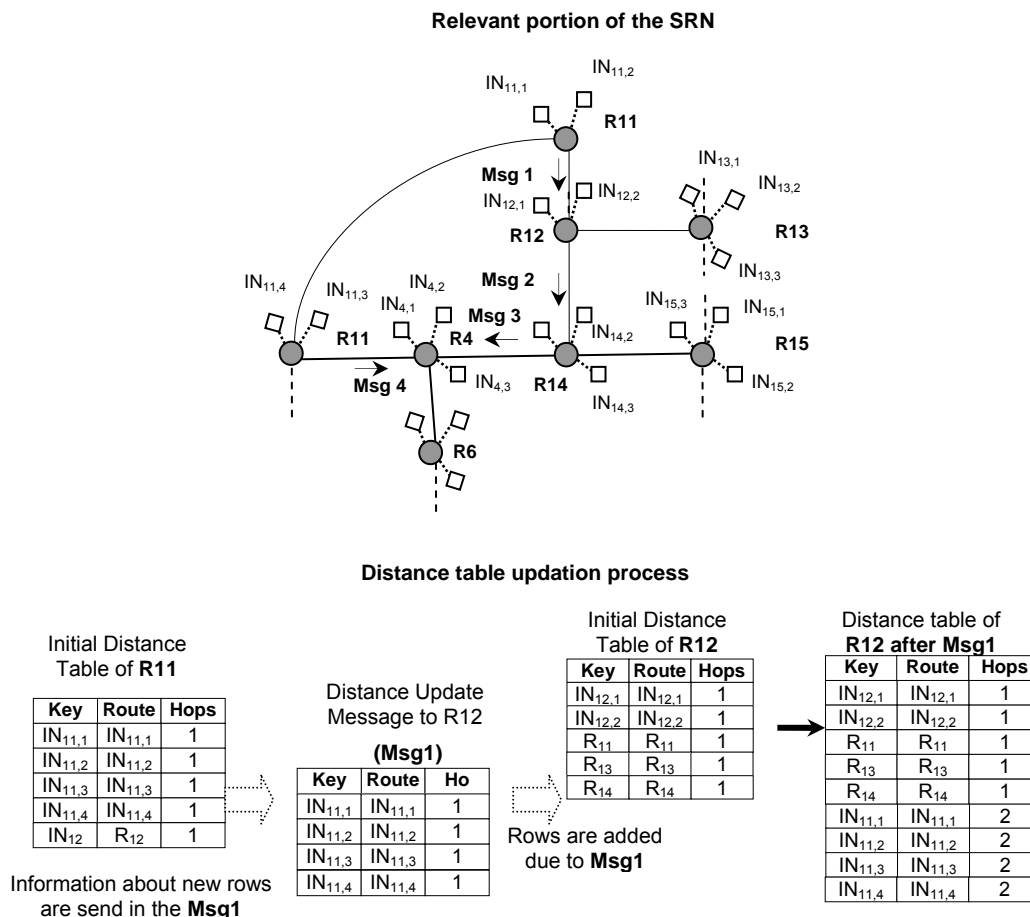 Relevant portion of the SRN
IN11,2
IN11,1
R11
Msg 1
IN13,1
IN13,2
IN12,1
IN12,2
R12
R13
IN13,3
Msg 2
IN11,4
IN11,3
IN4,2
IN4,1
Msg 3
IN15,3
IN15,1
R11
R4
IN14,2
R15
Msg 4
IN4,3
R14
IN15,2
IN14,3
R6
Distance table updation process
Initial Distance
Table of R11
Key Route Hops
IN11,1 IN11,1 1
IN11,2 IN11,2 1
IN11,3 IN11,3 1
IN11,4 IN11,4 1
IN12 R12 1
Information about new rows
are send in the Msg1
Distance Update
Message to R12
(Msg1)
Key Route Ho
IN11,1 IN11,1 1
IN11,2 IN11,2 1
IN11,3 IN11,3 1
IN11,4 IN11,4 1
Initial Distance
Table of R12
Key Route Hops
IN12,1 IN12,1 1
IN12,2 IN12,2 1
R11 R11 1
R13 R13 1
R14 R14 1
Rows are added
due to Msg1
Distance table of
R12 after Msg1
Key Route Hops
IN12,1 IN12,1 1
IN12,2 IN12,2 1
R11 R11 1
R13 R13 1
R14 R14 1
IN11,1 IN11,1 2
IN11,2 IN11,2 2
IN11,3 IN11,3 2
IN11,4 IN11,4 2